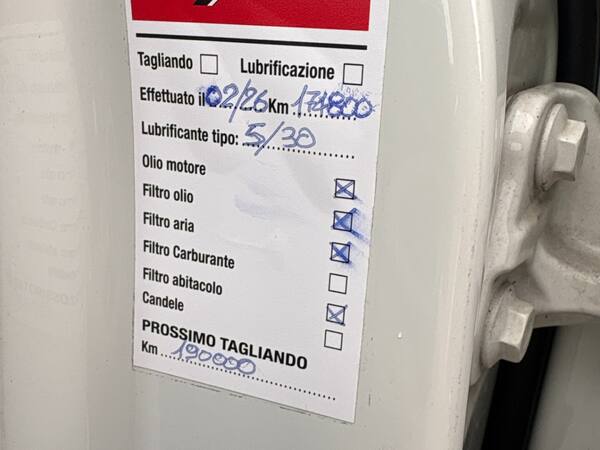 Tagliando Lubrificazione
Effettuato il 02/26 Km 171800
Lubrificante tipo: 5/30
Olio motore
Filtro olio
Filtro aria
Filtro Carburante
Filtro abitacolo
Candele
PROSSIMO TAGLIANDO
Km 190000